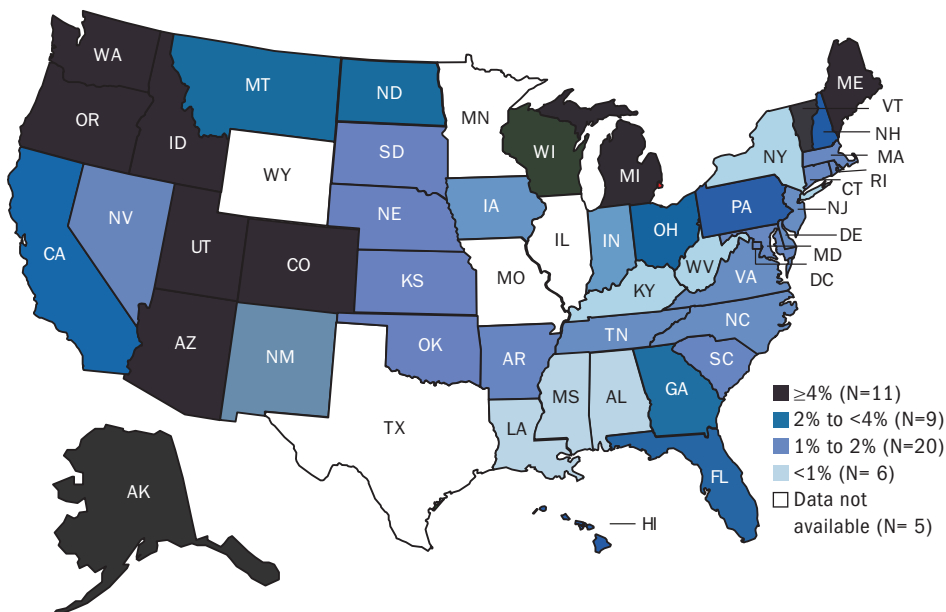 WA
MT
ND
MN
ME
VT
OR
ID
SD
WI
NY
NH
MI
MA
WY
RI
CT
NE
IA
PA
NJ
NV
CA
UT
CO
IL
IN
OH
DE
MD
DC
WV
VA
KS
MO
KY
AZ
NM
OK
TN
NC
AR
SC
MS
AL
GA
TX
LA
FL
AK
HI
≥4% (N=11)
2% to <4% (N=9)
1% to 2% (N=20)
<1% (N= 6)
Data not
available (N= 5)